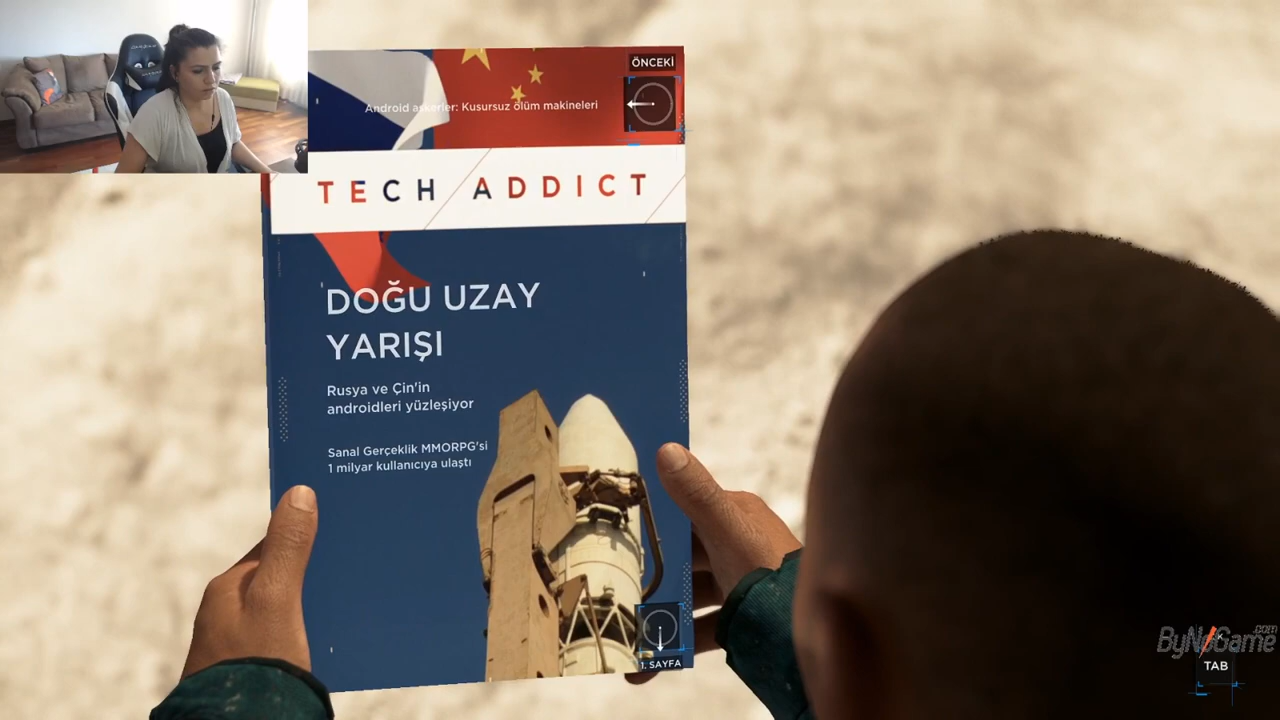 ÖNCEKİ
Android askerler: Kusursuz ölüm makineleri
TECH ADDICT
DOĞU UZAY
YARIŞI
Rusya ve Çin'in
androidleri yüzleşiyor
Sanal Gerçeklik MMORPG'si
1 milyar kullanıcıya ulaştı
1. SAYFA
ByNoGame.com
TAB